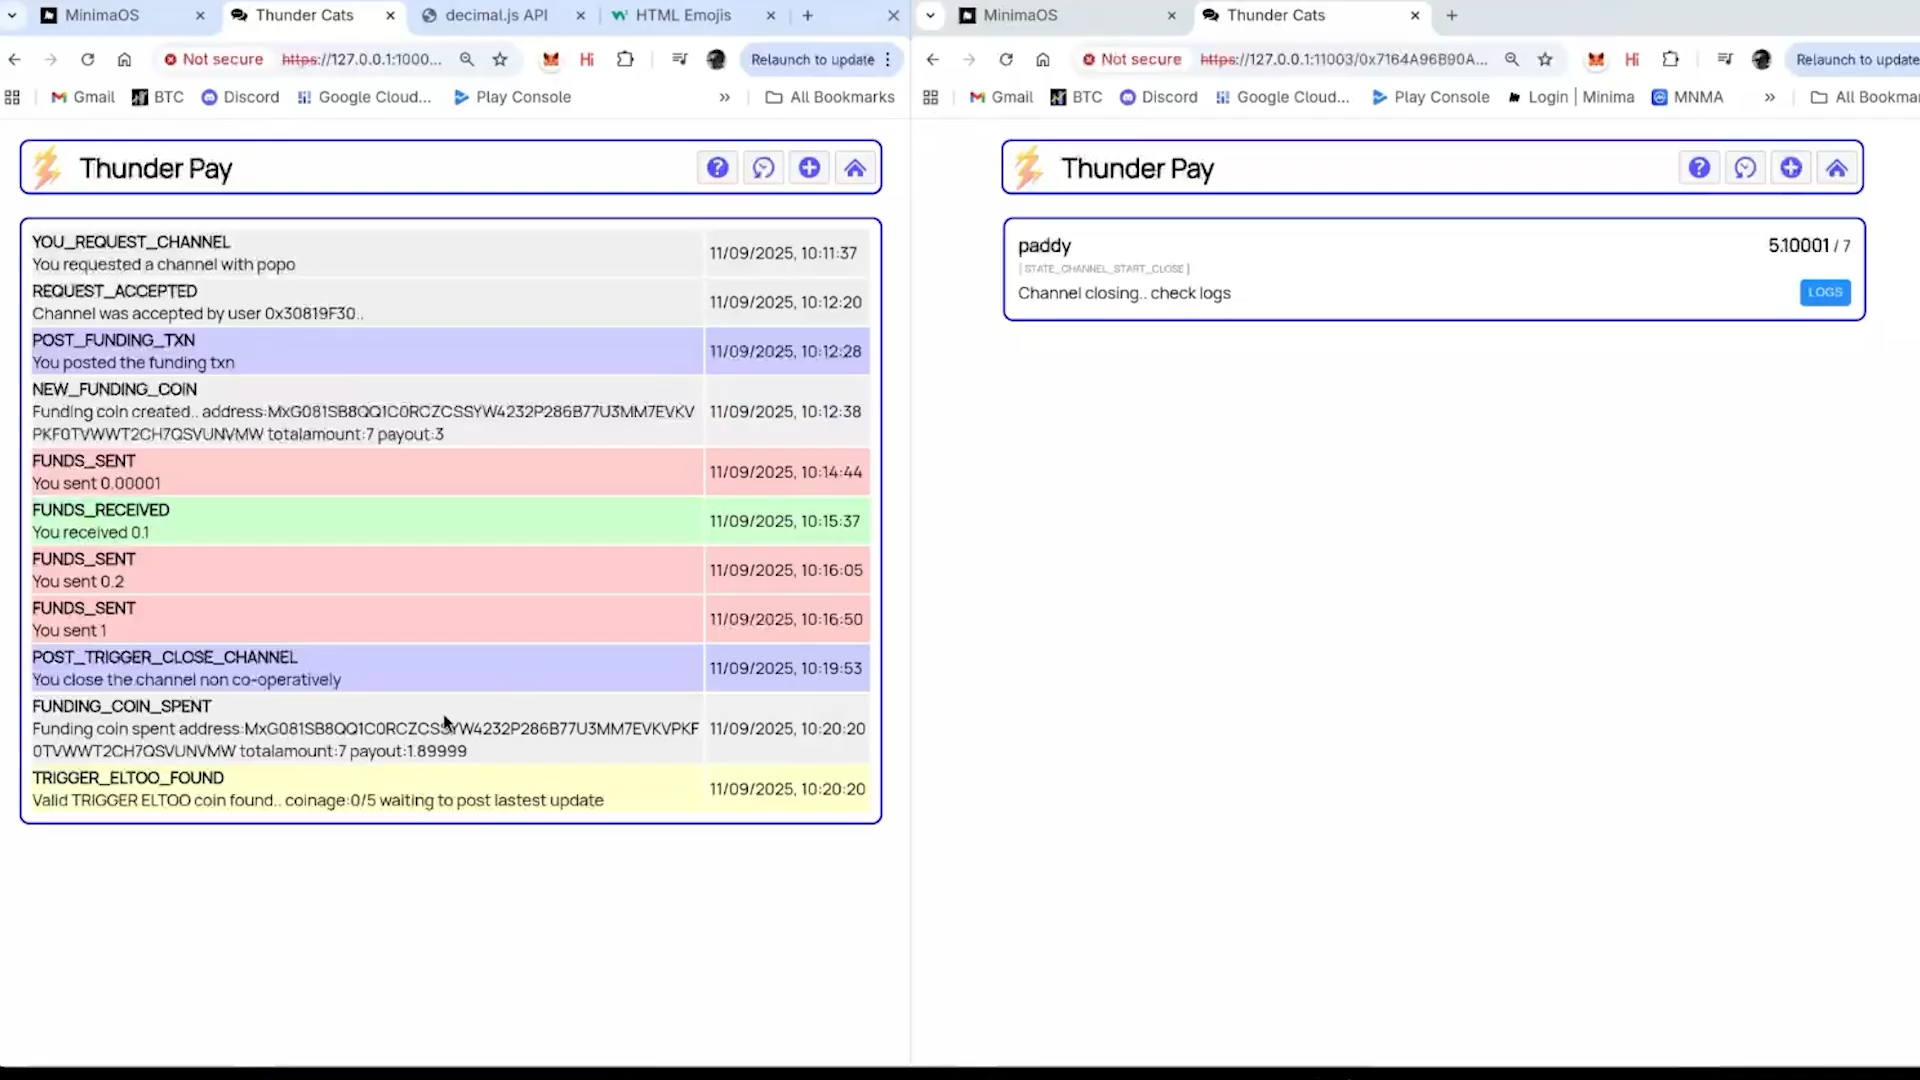 MinimaOS
Thunder Cats
decimal.js API
HTML Emojis
Not secure
https://127.0.0.1:1000...
Hi
Relaunch to update
Gmail
BTC
Discord
Google Cloud...
Play Console
»
All Bookmarks
Thunder Pay
YOU_REQUEST_CHANNEL
You requested a channel with popo
11/09/2025, 10:11:37
REQUEST_ACCEPTED
Channel was accepted by user 0x30819F30..
11/09/2025, 10:12:20
POST_FUNDING_TXN
You posted the funding txn
11/09/2025, 10:12:28
NEW_FUNDING_COIN
Funding coin created.. address:MxG081SB8QQ1C0RCZCSSYW4232P286B77U3MM7EVKV
PKF0TVWWT2CH7QSVUNVMW totalamount:7 payout:3
11/09/2025, 10:12:38
FUNDS_SENT
You sent 0.00001
11/09/2025, 10:14:44
FUNDS_RECEIVED
You received 0.1
11/09/2025, 10:15:37
FUNDS_SENT
You sent 0.2
11/09/2025, 10:16:05
FUNDS_SENT
You sent 1
11/09/2025, 10:16:50
POST_TRIGGER_CLOSE_CHANNEL
You close the channel non co-operatively
11/09/2025, 10:19:53
FUNDING_COIN_SPENT
Funding coin spent address:MxG081SB8QQ1C0RCZCSSYW4232P286B77U3MM7EVKVPKF
0TVWWT2CH7QSVUNVMW totalamount:7 payout:1.89999
11/09/2025, 10:20:20
TRIGGER_ELTOO_FOUND
Valid TRIGGER ELTOO coin found.. coinage:0/5 waiting to post lastest update
11/09/2025, 10:20:20
MinimaOS
Thunder Cats
Not secure
https://127.0.0.1:11003/0x7164A96B90A...
Hi
Relaunch to update
Gmail
BTC
Discord
Google Cloud...
Play Console
Login | Minima
MNMA
»
All Bookmar
Thunder Pay
paddy
5.10001 / 7
[ STATE_CHANNEL_START_CLOSE ]
Channel closing.. check logs
LOGS